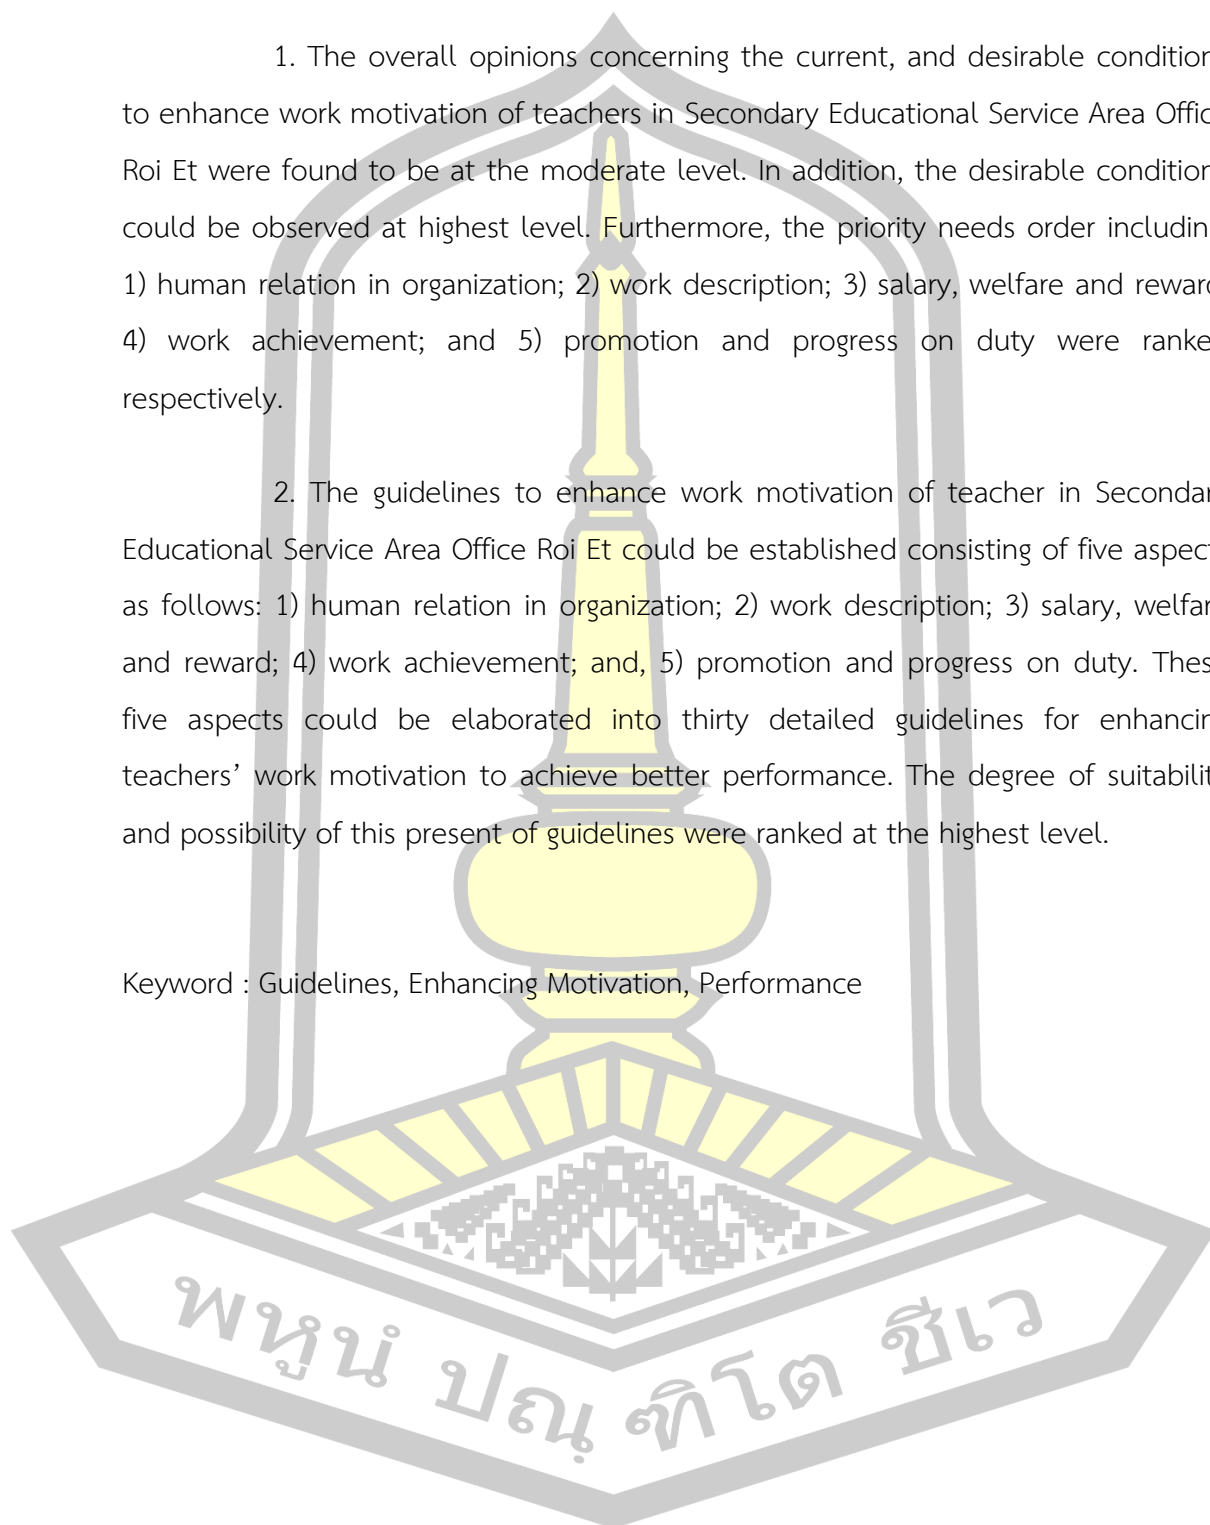 1. The overall opinions concerning the current, and desirable condition
to enhance work motivation of teachers in Secondary Educational Service Area Offic
Roi Et were found to be at the moderate level. In addition, the desirable condition
could be observed at highest level. Furthermore, the priority needs order includin
1) human relation in organization; 2) work description; 3) salary, welfare and reward
4) work achievement; and 5) promotion and progress on duty were ranke
respectively.
2. The guidelines to enhance work motivation of teacher in Secondar
Educational Service Area Office Roi Et could be established consisting of five aspect
as follows: 1) human relation in organization; 2) work description; 3) salary, welfar
and reward; 4) work achievement; and, 5) promotion and progress on duty. Thes
five aspects could be elaborated into thirty detailed guidelines for enhancin
teachers’ work motivation to achieve better performance. The degree of suitabilit
and possibility of this present of guidelines were ranked at the highest level.
Keyword : Guidelines, Enhancing Motivation, Performance
พหูนํ ปณฺ ฑิโต ชีเว